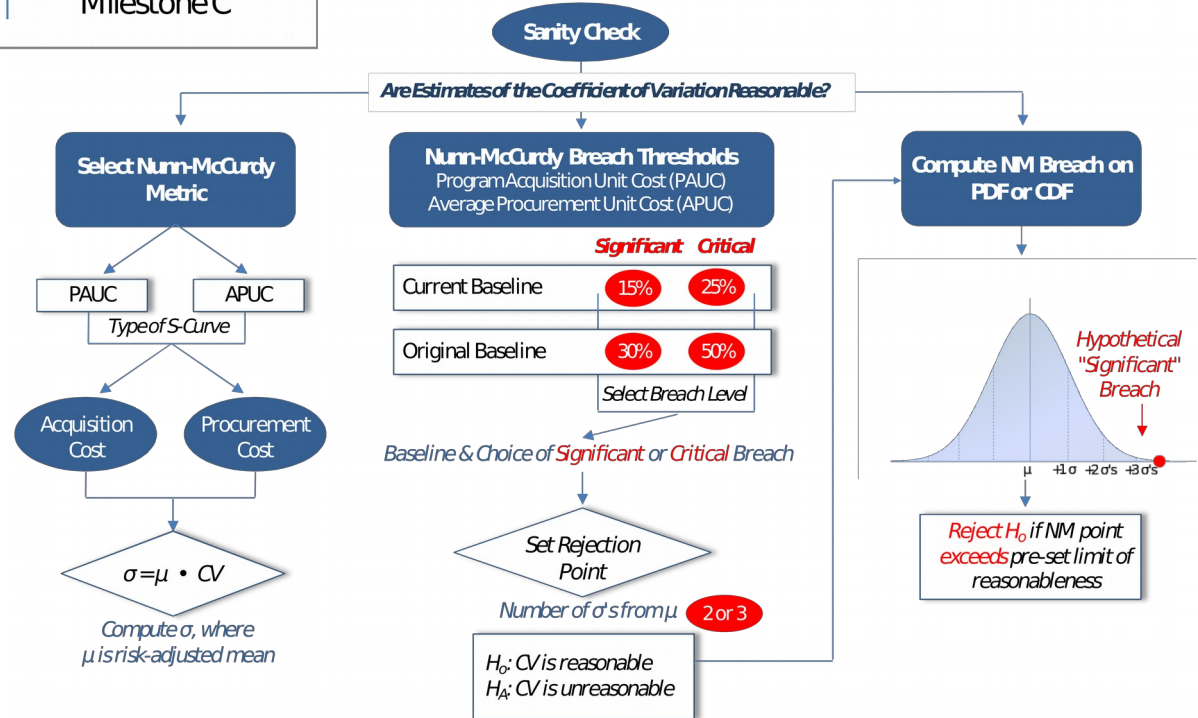 Milestone C
Sanity Check
Are Estimates of the Coefficient of Variation Reasonable?
Select Nunn-McCurdy
Metric
PAUC
APUC
Type of S-Curve
Acquisition
Cost
Procurement
Cost
σ = μ • CV
Compute σ, where
μ is risk-adjusted mean
Nunn-McCurdy Breach Thresholds
Program Acquisition Unit Cost (PAUC)
Average Procurement Unit Cost (APUC)
Significant Critical
Current Baseline 15% 25%
Original Baseline 30% 50%
Select Breach Level
Baseline & Choice of Significant or Critical Breach
Set Rejection
Point
Number of σ's from μ 2 or 3
H₀: CV is reasonable
Hₐ: CV is unreasonable
Compute NM Breach on
PDF or CDF
Hypothetical
"Significant"
Breach
μ +1σ +2σ's +3σ's
Reject H₀ if NM point
exceeds pre-set limit of
reasonableness